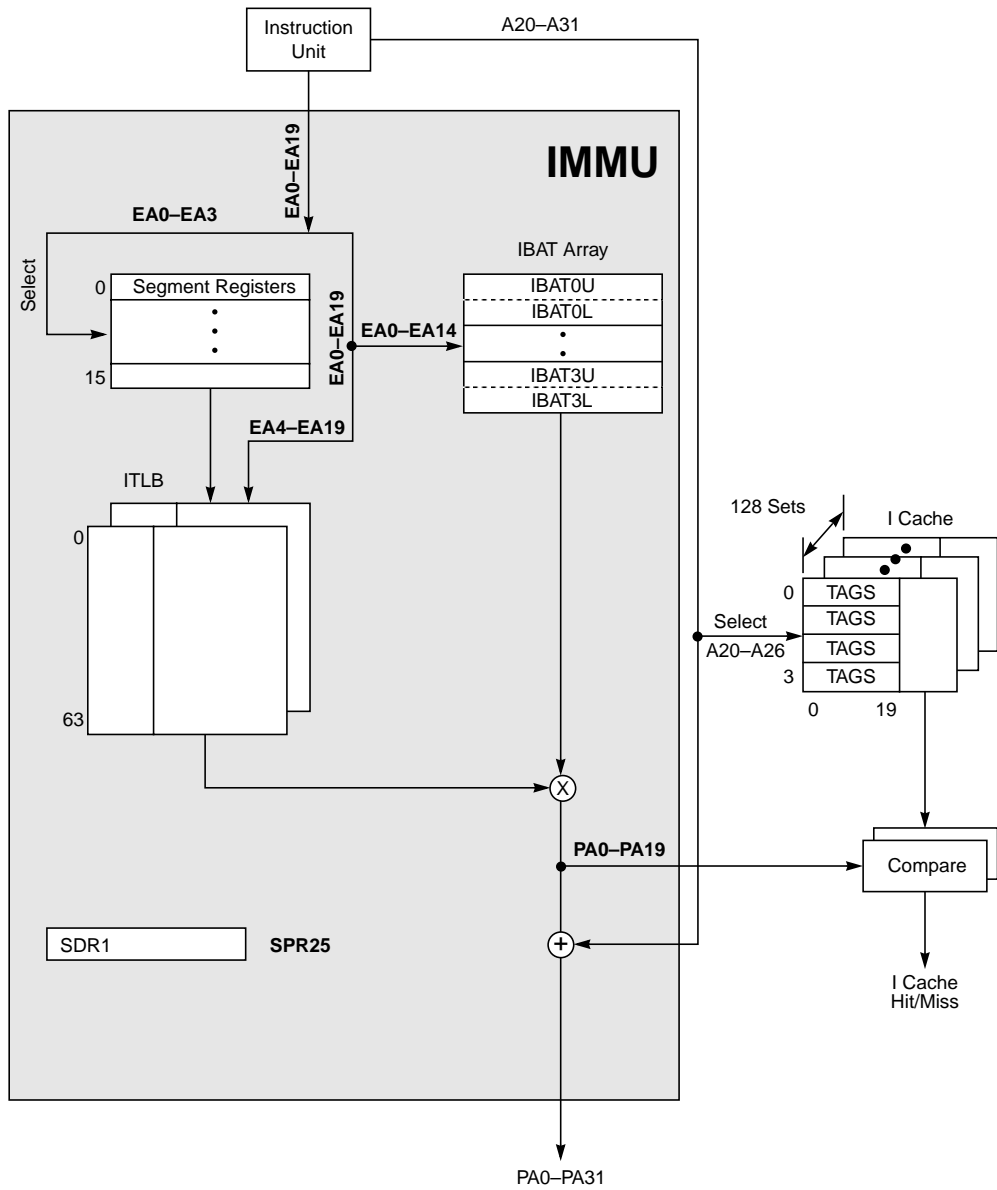 Instruction
Unit
A20–A31
IMMU
EA0–EA19
EA0–EA3
Select
IBAT Array
0
Segment Registers
15
EA0–EA19
EA0–EA14
IBAT0U
IBAT0L
IBAT3U
IBAT3L
EA4–EA19
ITLB
0
63
128 Sets
I Cache
0
TAGS
TAGS
TAGS
3
TAGS
0
19
Select
A20–A26
X
PA0–PA19
Compare
SDR1
SPR25
+
I Cache
Hit/Miss
PA0–PA31